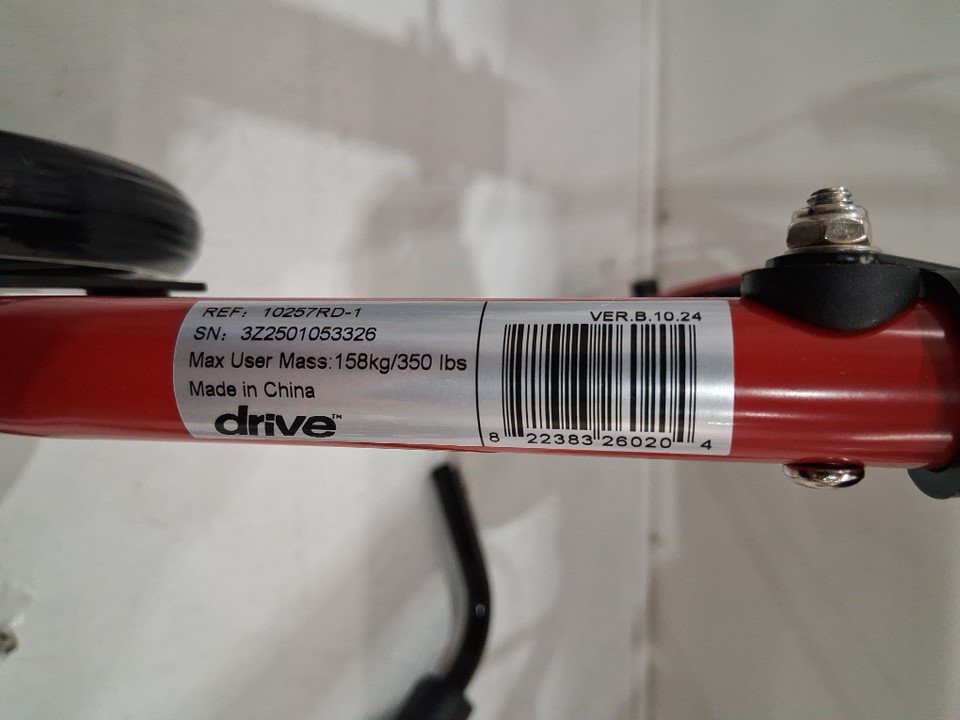 REF: 10257RD-1
SN: 3Z2501053326
Max User Mass:158kg/350 lbs
Made in China
drive™
VER.B.10.24
8 22383 26020 4